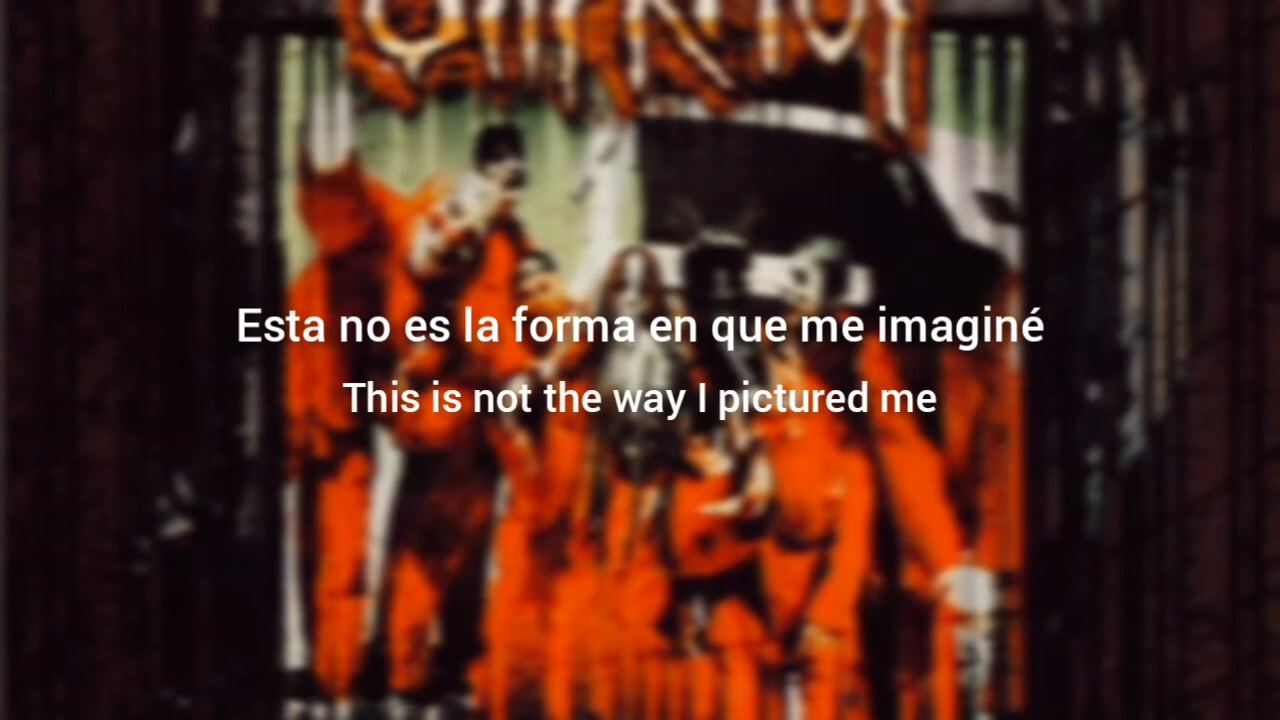 Esta no es la forma en que me imaginé
This is not the way I pictured me